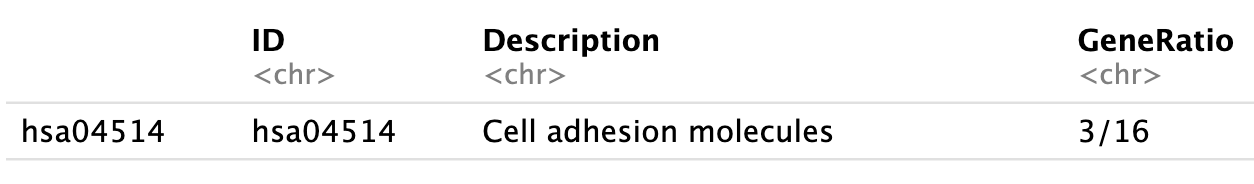 ID Description GeneRatio
<chr> <chr> <chr>
hsa04514 hsa04514 Cell adhesion molecules 3/16